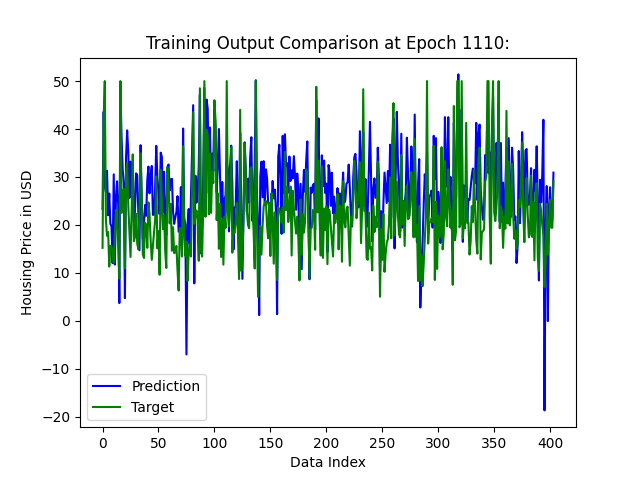 Training Output Comparison at Epoch 1110:
Housing Price in USD
50
40
30
20
10
0
−10
−20
Prediction
Target
0 50 100 150 200 250 300 350 400
Data Index